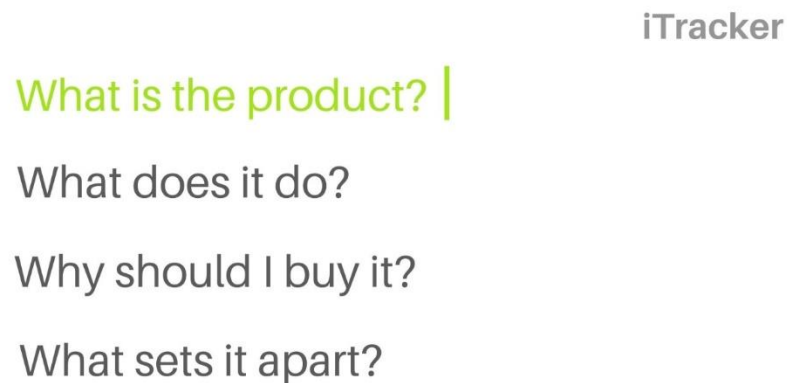 iTracker
What is the product?
What does it do?
Why should I buy it?
What sets it apart?